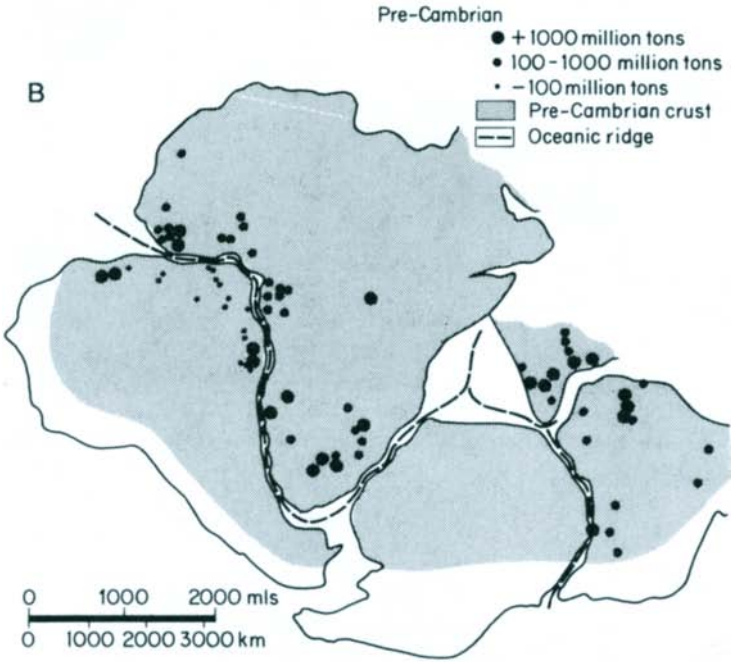 Pre-Cambrian
+1000 million tons
100-1000 million tons
-100 million tons
Pre-Cambrian crust
Oceanic ridge
B
0 1000 2000 mls
0 1000 2000 3000 km